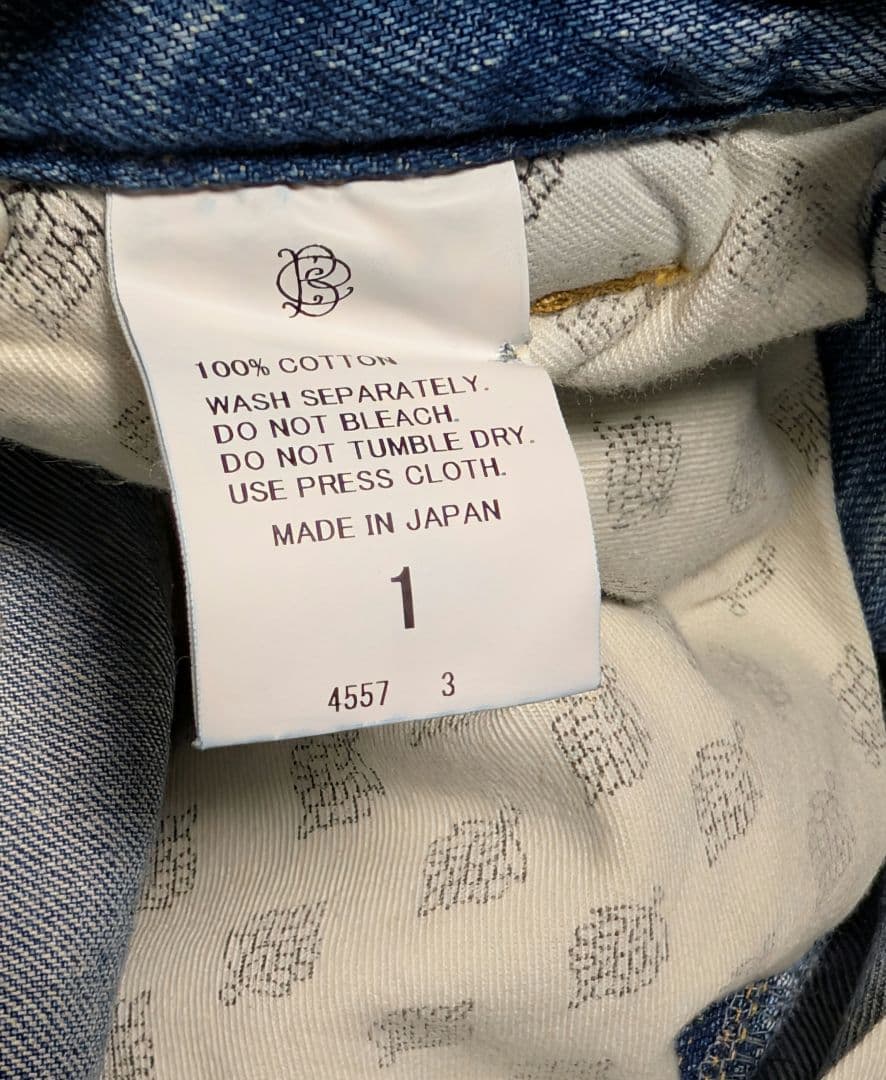 100% COTTON
WASH SEPARATELY.
DO NOT BLEACH.
DO NOT TUMBLE DRY.
USE PRESS CLOTH.
MADE IN JAPAN
1
4557 3